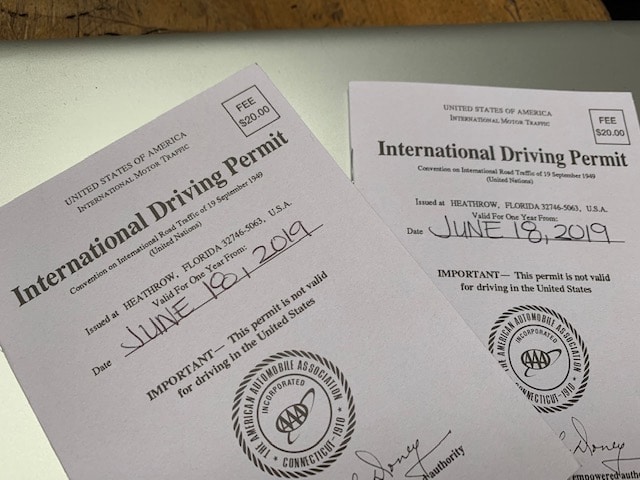 UNITED STATES OF AMERICA
INTERNATIONAL MOTOR TRAFFIC
FEE
$20.00
International Driving Permit
Convention on International Road Traffic of 19 September 1949
(United Nations)
Issued at HEATHROW, FLORIDA 32746-5063, U.S.A.
Valid For One Year From:
Date JUNE 18, 2019
IMPORTANT— This permit is not valid
for driving in the United States
THE AMERICAN AUTOMOBILE ASSOCIATION
INCORPORATED
AAA
CONNECTICUT-1910
Doney
authority
UNITED STATES OF AMERICA
INTERNATIONAL MOTOR TRAFFIC
FEE
$20.00
International Driving Permit
Convention on International Road Traffic of 19 September 1949
(United Nations)
Issued at HEATHROW, FLORIDA 32746-5063, U.S.A.
Valid For One Year From:
Date JUNE 18, 2019
IMPORTANT— This permit is not valid
for driving in the United States
THE AMERICAN AUTOMOBILE ASSOCIATION
INCORPORATED
AAA
CONNECTICUT-1910
Doney
empowered